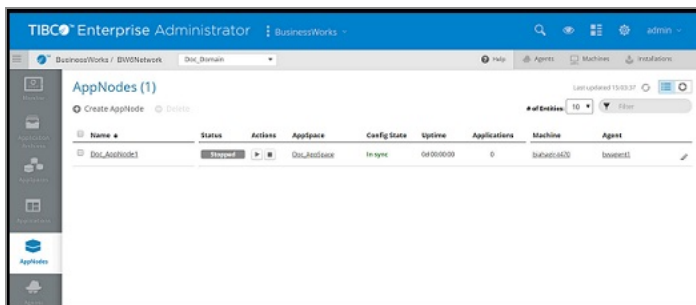 TIBCO™ Enterprise Administrator
BusinessWorks
admin
BusinessWorks / BW6Network
Doc_Domain
Help
Agents
Machines
Installations
AppNodes (1)
Last updated 15:03:37
Create AppNode
Delete
# of Entities: 10
Filter
Name
Status
Actions
AppSpace
Config State
Uptime
Applications
Machine
Agent
Doc_AppNode1
Stopped
Doc_AppSpace
In sync
0d 00:00:00
0
bwagent1
Applications
AppNodes